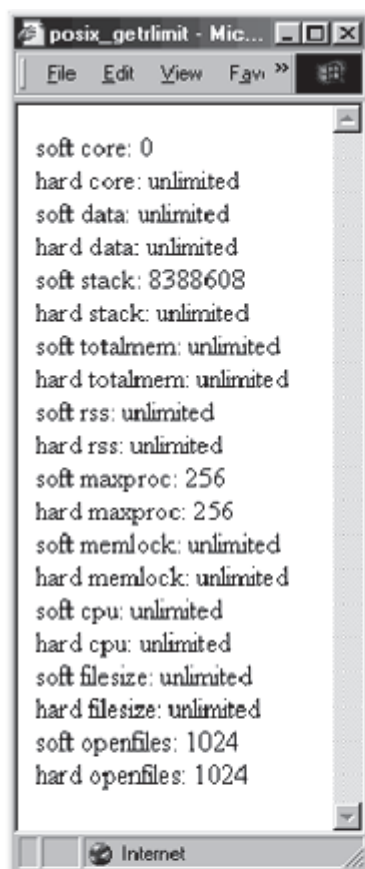 posix_getrlimit - Mic...
File Edit View Favi »
soft core: 0
hard core: unlimited
soft data: unlimited
hard data: unlimited
soft stack: 8388608
hard stack: unlimited
soft totalmem: unlimited
hard totalmem: unlimited
soft rss: unlimited
hard rss: unlimited
soft maxproc: 256
hard maxproc: 256
soft memlock: unlimited
hard memlock: unlimited
soft cpu: unlimited
hard cpu: unlimited
soft filesize: unlimited
hard filesize: unlimited
soft openfiles: 1024
hard openfiles: 1024
Internet